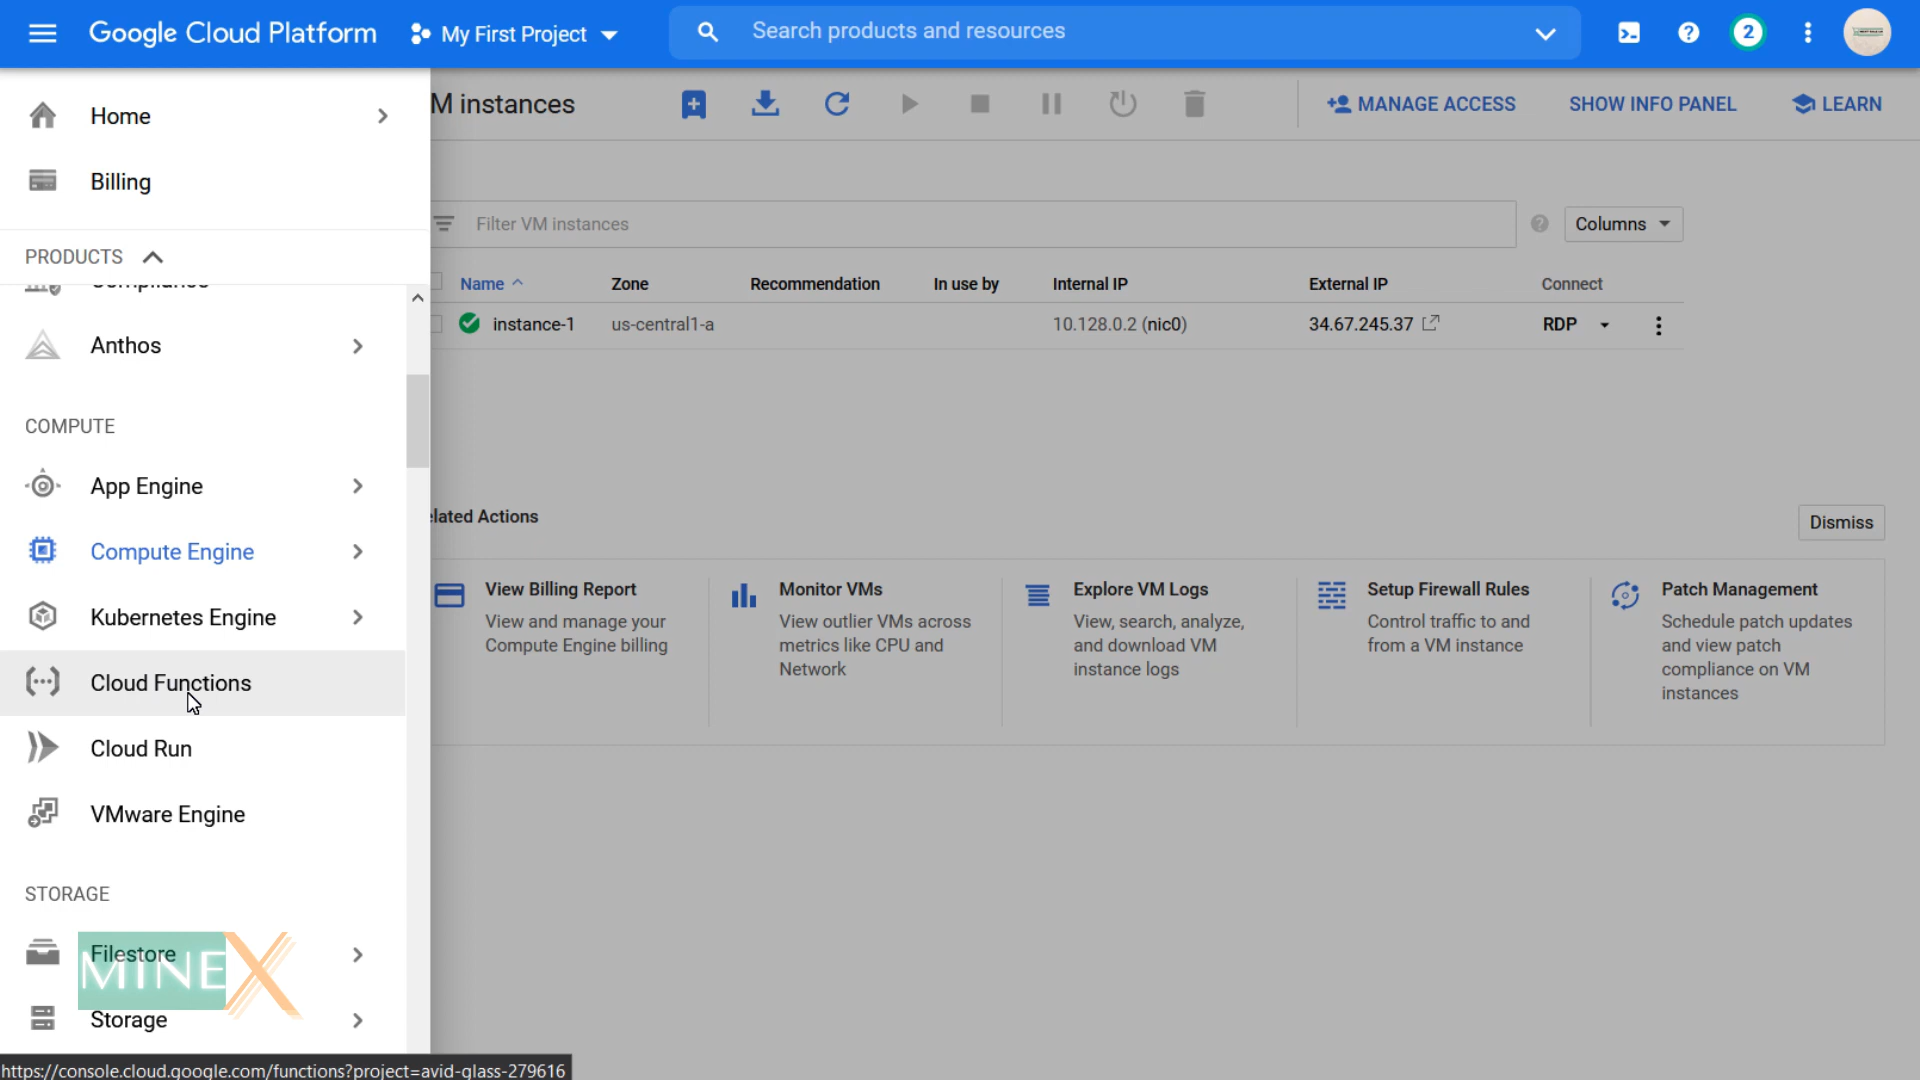 Google Cloud Platform
My First Project
Search products and resources
2
Home
Billing
PRODUCTS
Compliance
Anthos
COMPUTE
App Engine
Compute Engine
Kubernetes Engine
Cloud Functions
Cloud Run
VMware Engine
STORAGE
Filestore
MINEX
Storage
https://console.cloud.google.com/functions?project=avid-glass-279616
M instances
MANAGE ACCESS
SHOW INFO PANEL
LEARN
Filter VM instances
Columns
Name Zone Recommendation In use by Internal IP External IP Connect
instance-1 us-central1-a 10.128.0.2 (nic0) 34.67.245.37 RDP
elated Actions
Dismiss
View Billing Report
View and manage your
Compute Engine billing
Monitor VMs
View outlier VMs across
metrics like CPU and
Network
Explore VM Logs
View, search, analyze,
and download VM
instance logs
Setup Firewall Rules
Control traffic to and
from a VM instance
Patch Management
Schedule patch updates
and view patch
compliance on VM
instances